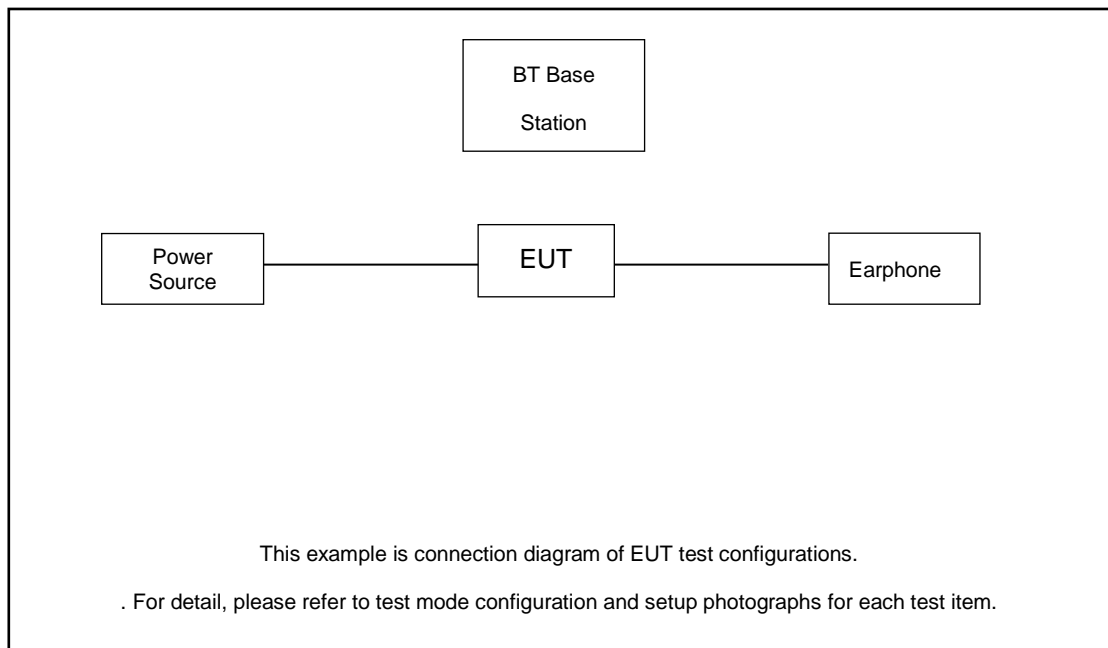 BT Base
Station
Power
Source
EUT
Earphone
This example is connection diagram of EUT test configurations.
. For detail, please refer to test mode configuration and setup photographs for each test item.